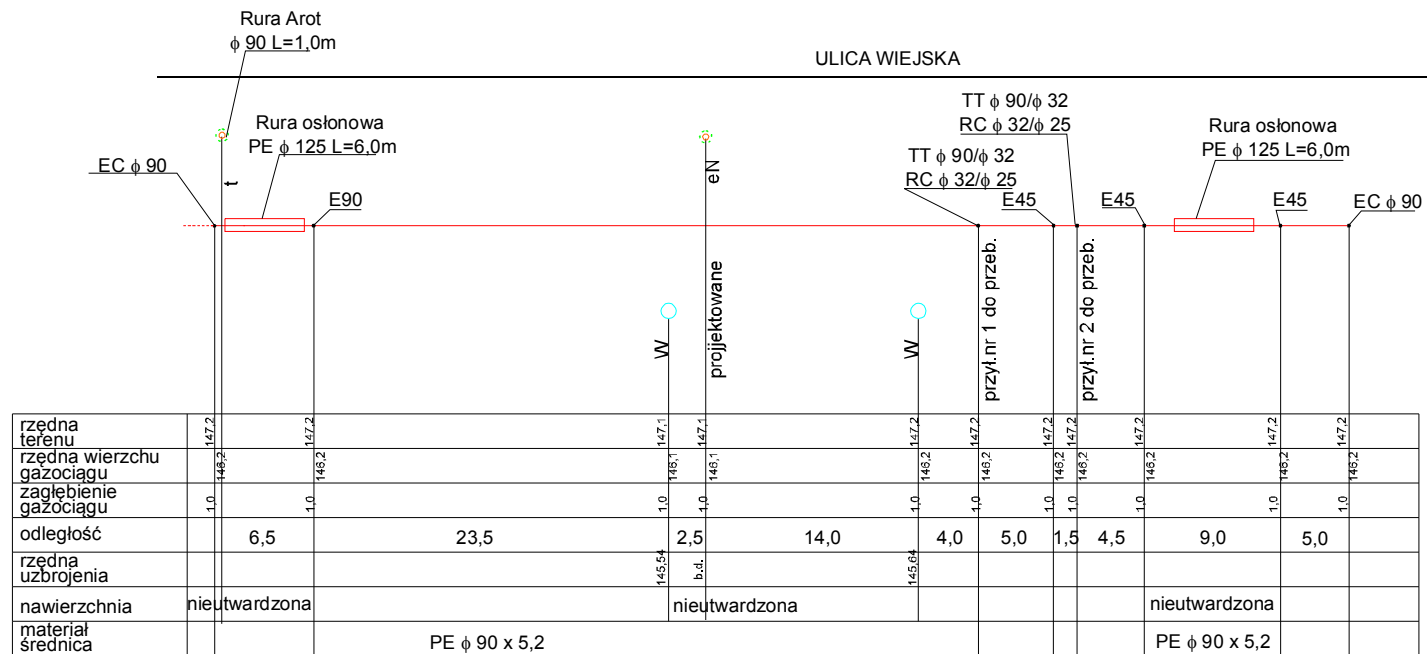 Rura Arot
ϕ 90 L=1,0m
ULICA WIEJSKA
TT ϕ 90/ϕ 32
RC ϕ 32/ϕ 25
Rura osłonowa
PE ϕ 125 L=6,0m
Rura osłonowa
PE ϕ 125 L=6,0m
TT ϕ 90/ϕ 32
RC ϕ 32/ϕ 25
EC ϕ 90
t
eN
E90
E45
E45
E45
EC ϕ 90
projjektowane
W
W
przył.nr 1 do przeb.
przył.nr 2 do przeb.
rzędna
terenu
147,2 147,2 147,1 147,1 147,2 147,2 147,2 147,2 147,2 147,2 147,2
rzędna wierzchu
gazociągu
146,2 146,2 146,1 146,1 146,2 146,2 146,2 146,2 146,2 146,2 146,2
zagłębienie
gazociągu
1,0 1,0 1,0 1,0 1,0 1,0 1,0 1,0 1,0 1,0 1,0
odległość 6,5 23,5 2,5 14,0 4,0 5,0 1,5 4,5 9,0 5,0
rzędna
uzbrojenia
145,54 b.d. 145,64
nawierzchnia nieutwardzona nieutwardzona nieutwardzona
materiał
średnica
PE ϕ 90 x 5,2 PE ϕ 90 x 5,2